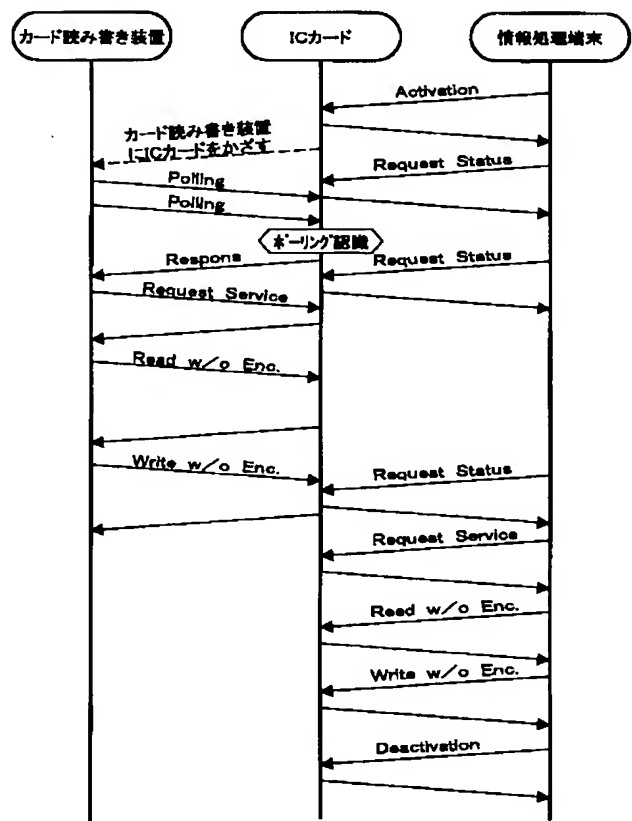 カード読み書き装置
ICカード
情報処理端末
Activation
カード読み書き装置
にICカードをかざす
Request Status
Polling
Polling
ポーリング認識
Respons
Request Status
Request Service
Read w/o Enc.
Write w/o Enc.
Request Status
Request Service
Read w/o Enc.
Write w/o Enc.
Deactivation